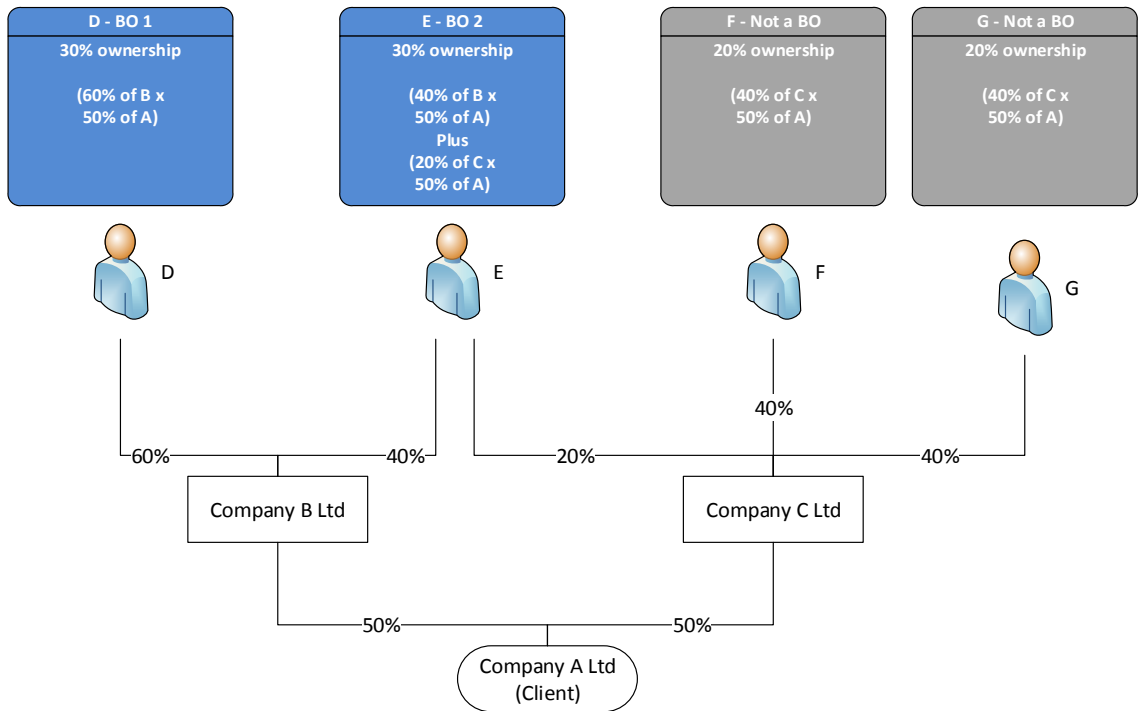 D - BO 1
30% ownership
(60% of B x
50% of A)
E - BO 2
30% ownership
(40% of B x
50% of A)
Plus
(20% of C x
50% of A)
F - Not a BO
20% ownership
(40% of C x
50% of A)
G - Not a BO
20% ownership
(40% of C x
50% of A)
D
E
F
G
40%
60%
40%
20%
40%
Company B Ltd
Company C Ltd
50%
50%
Company A Ltd
(Client)